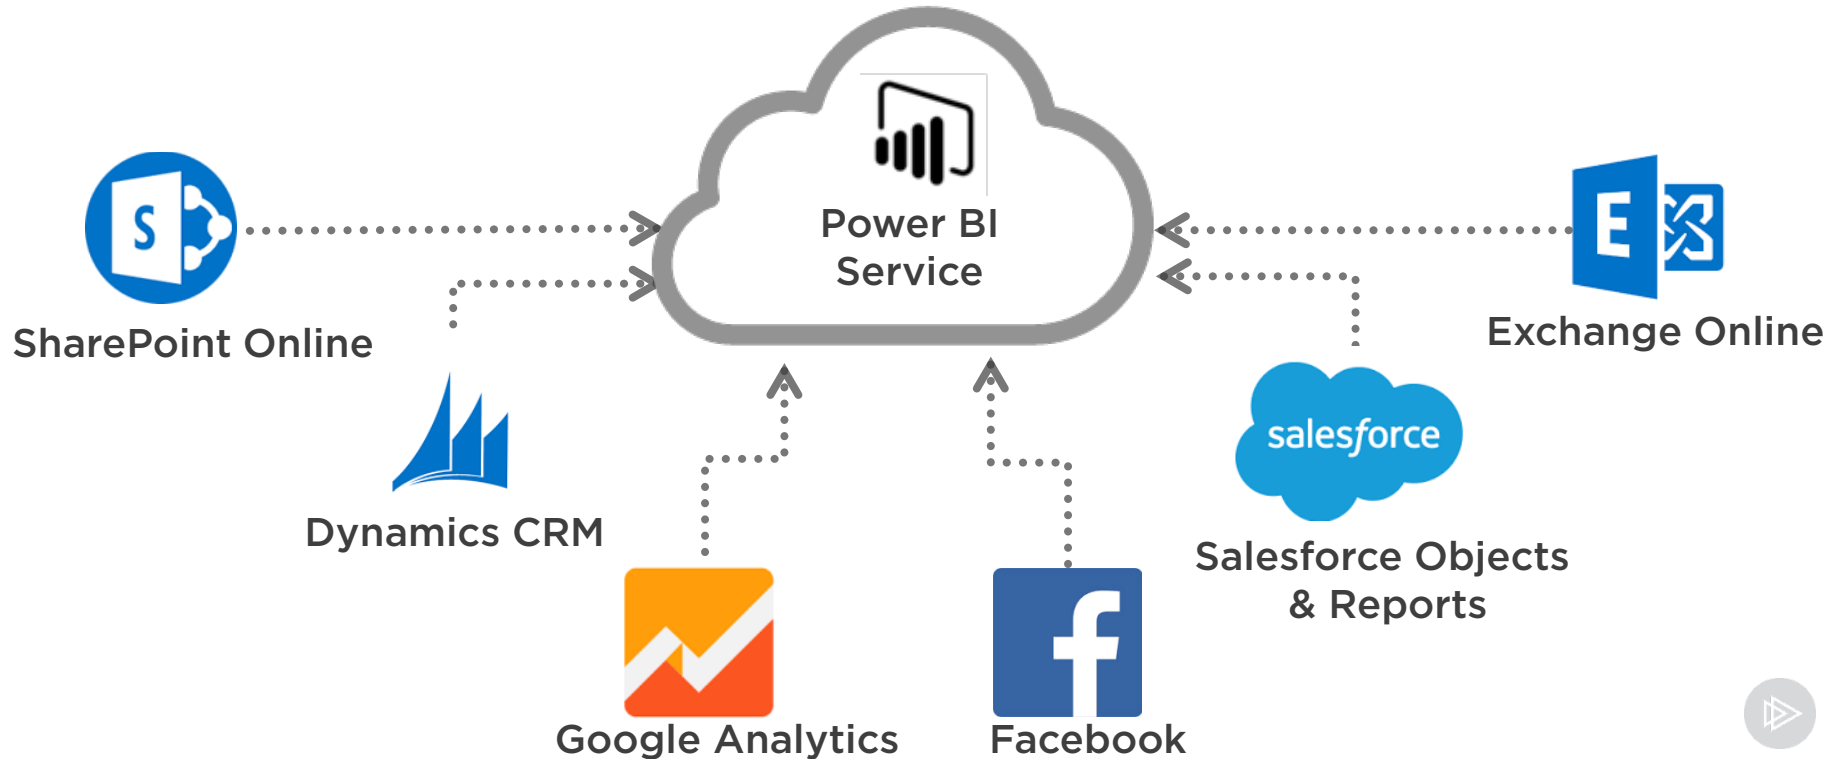 Power BI
Service
S
SharePoint Online
E
Exchange Online
Dynamics CRM
salesforce
Salesforce Objects
& Reports
Google Analytics
f
Facebook